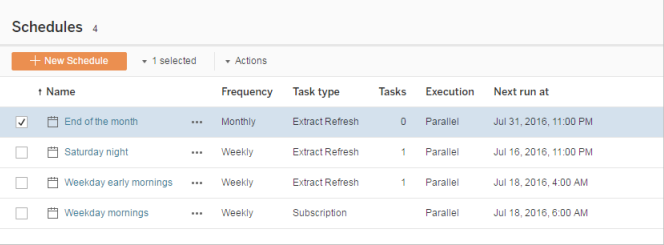 Schedules 4
+ New Schedule ▾ 1 selected ▾ Actions
↑ Name Frequency Task type Tasks Execution Next run at
End of the month ••• Monthly Extract Refresh 0 Parallel Jul 31, 2016, 11:00 PM
Saturday night ••• Weekly Extract Refresh 1 Parallel Jul 16, 2016, 11:00 PM
Weekday early mornings ••• Weekly Extract Refresh 1 Parallel Jul 18, 2016, 4:00 AM
Weekday mornings ••• Weekly Subscription Parallel Jul 18, 2016, 6:00 AM